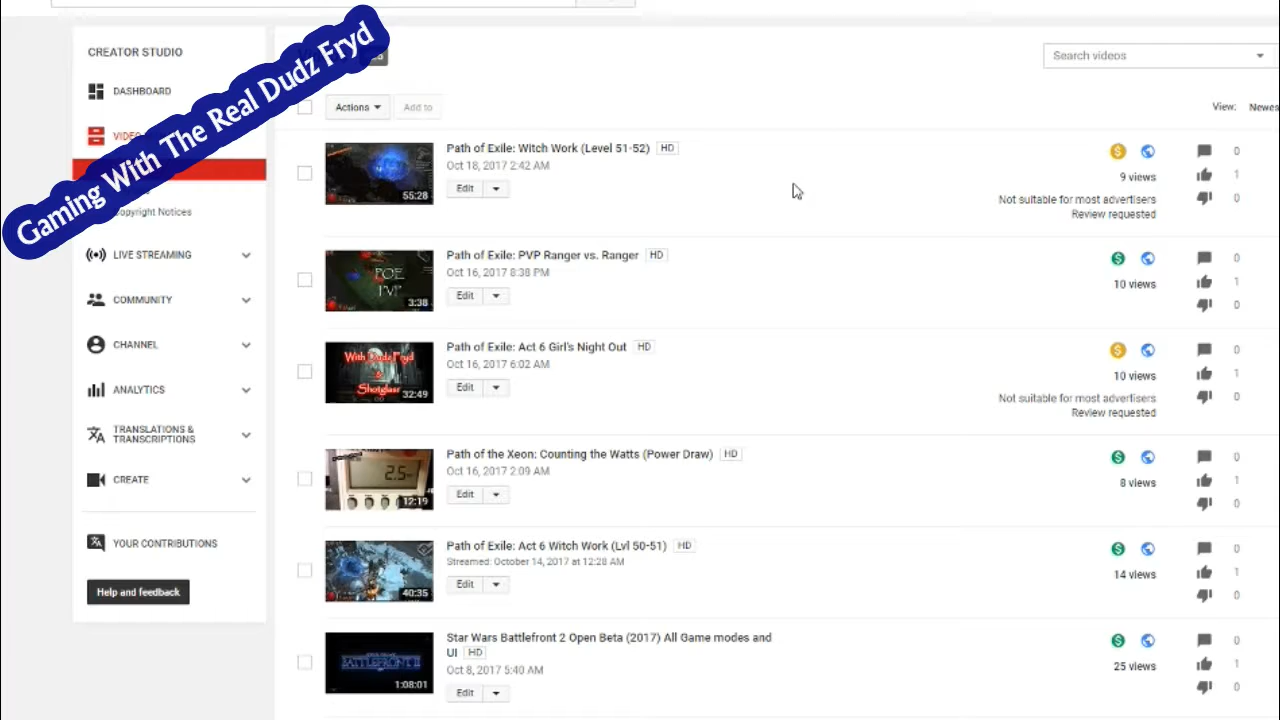 Gaming With The Real Dudz Fryd
CREATOR STUDIO
DASHBOARD
VIDEO
Copyright Notices
LIVE STREAMING
COMMUNITY
CHANNEL
ANALYTICS
TRANSLATIONS &
TRANSCRIPTIONS
CREATE
YOUR CONTRIBUTIONS
Help and feedback
Search videos
Actions
Add to
View:
Newes
55:28
Path of Exile: Witch Work (Level 51-52) HD
Oct 18, 2017 2:42 AM
Edit
9 views
Not suitable for most advertisers
Review requested
0
1
0
POE
PVP
3:38
Path of Exile: PVP Ranger vs. Ranger HD
Oct 16, 2017 8:38 PM
Edit
10 views
0
1
0
With Dudz Fryd
&
Shotglass
32:49
Path of Exile: Act 6 Girl's Night Out HD
Oct 16, 2017 6:02 AM
Edit
10 views
Not suitable for most advertisers
Review requested
0
1
0
2.5
12:19
Path of the Xeon: Counting the Watts (Power Draw) HD
Oct 16, 2017 2:09 AM
Edit
8 views
0
1
0
40:35
Path of Exile: Act 6 Witch Work (Lvl 50-51) HD
Streamed: October 14, 2017 at 12:28 AM
Edit
14 views
0
1
0
BATTLEFRONT II
1:08:01
Star Wars Battlefront 2 Open Beta (2017) All Game modes and
UI HD
Oct 8, 2017 5:40 AM
Edit
25 views
0
1
0